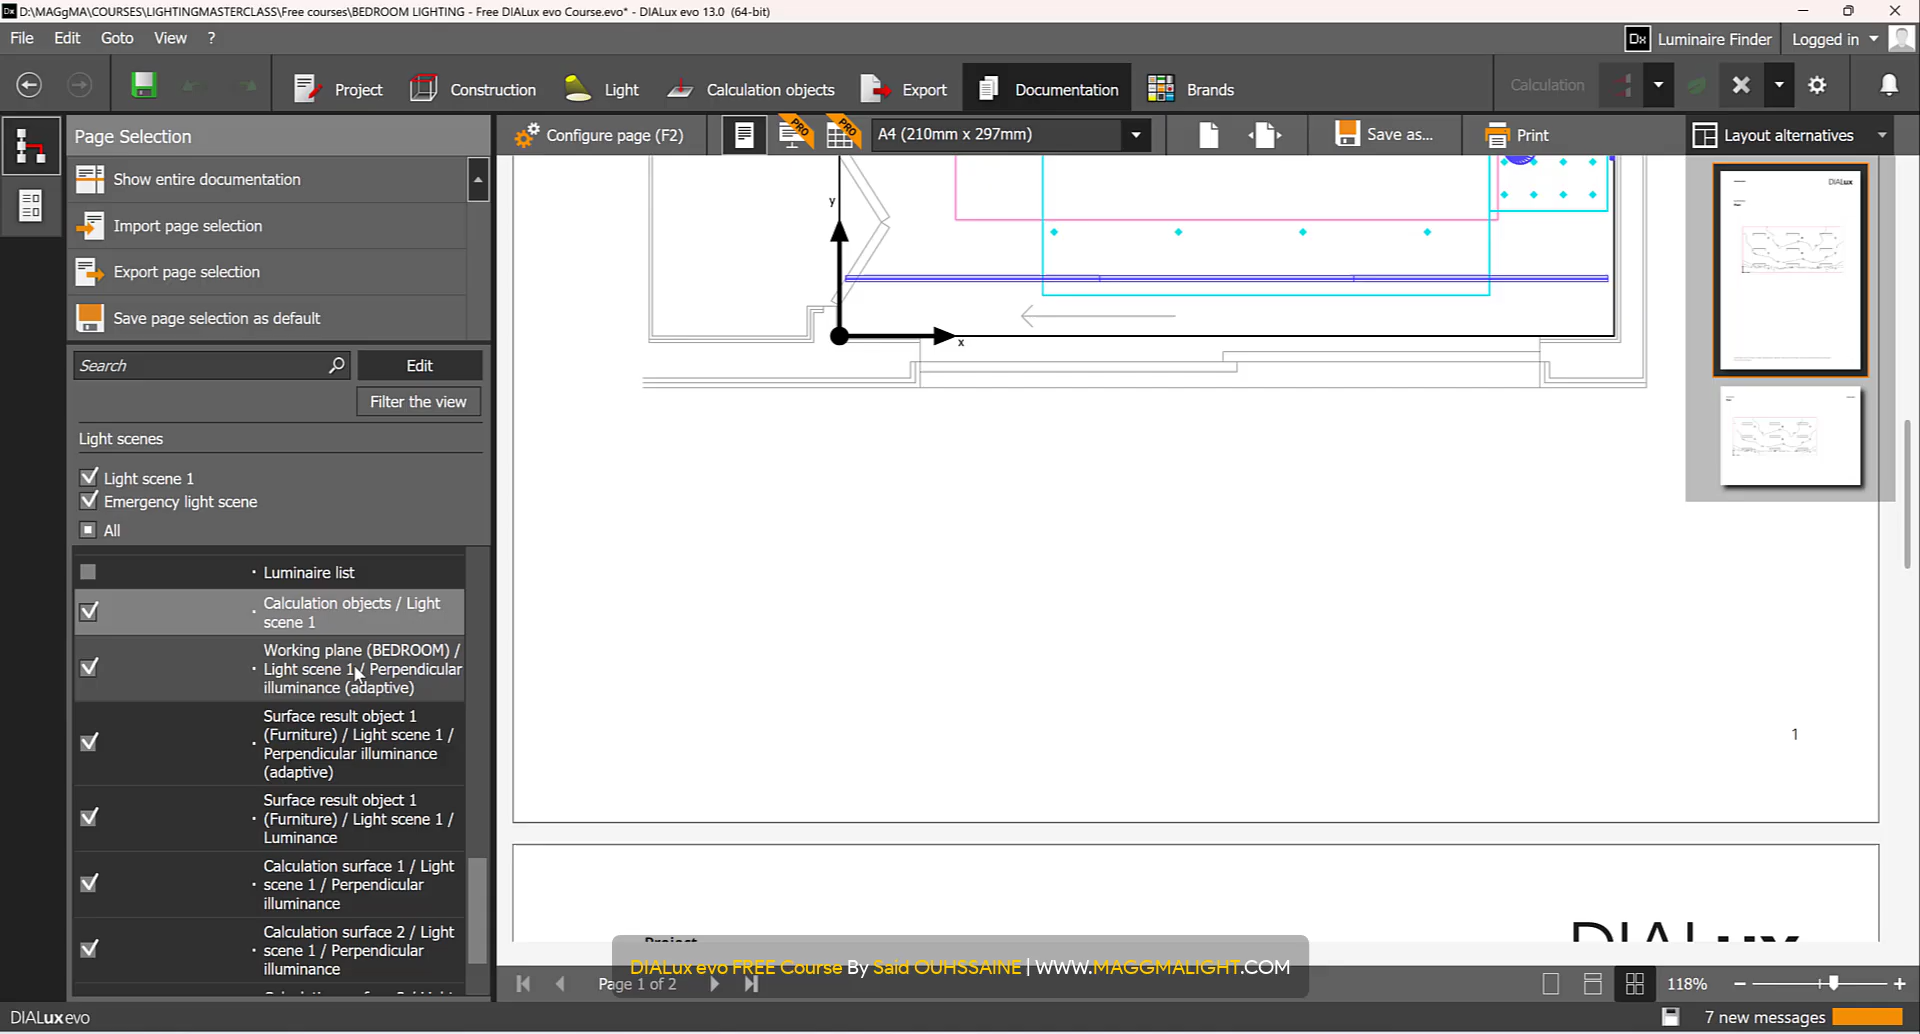 D:\MAGgMA\COURSES\LIGHTINGMASTERCLASS\Free courses\BEDROOM LIGHTING - Free DIALux evo Course.evo* - DIALux evo 13.0 (64-bit)
File Edit Goto View ?
Luminaire Finder Logged in
Project Construction Light Calculation objects Export Documentation Brands Calculation
Page Selection
Configure page (F2) PRO PRO A4 (210mm x 297mm) Save as... Print Layout alternatives
Show entire documentation
Import page selection
Export page selection
Save page selection as default
Search Edit
Filter the view
Light scenes
Light scene 1
Emergency light scene
All
Luminaire list
Calculation objects / Light
scene 1
Working plane (BEDROOM) /
Light scene 1 / Perpendicular
illuminance (adaptive)
Surface result object 1
(Furniture) / Light scene 1 /
Perpendicular illuminance
(adaptive)
Surface result object 1
(Furniture) / Light scene 1 /
Luminance
Calculation surface 1 / Light
scene 1 / Perpendicular
illuminance
Calculation surface 2 / Light
scene 1 / Perpendicular
illuminance
y
x
1
DIALux
Project
DIALux
DIALux evo FREE Course By Said OUHSSAINE | WWW.MAGGMALIGHT.COM
Page 1 of 2
118%
DIALux evo
7 new messages